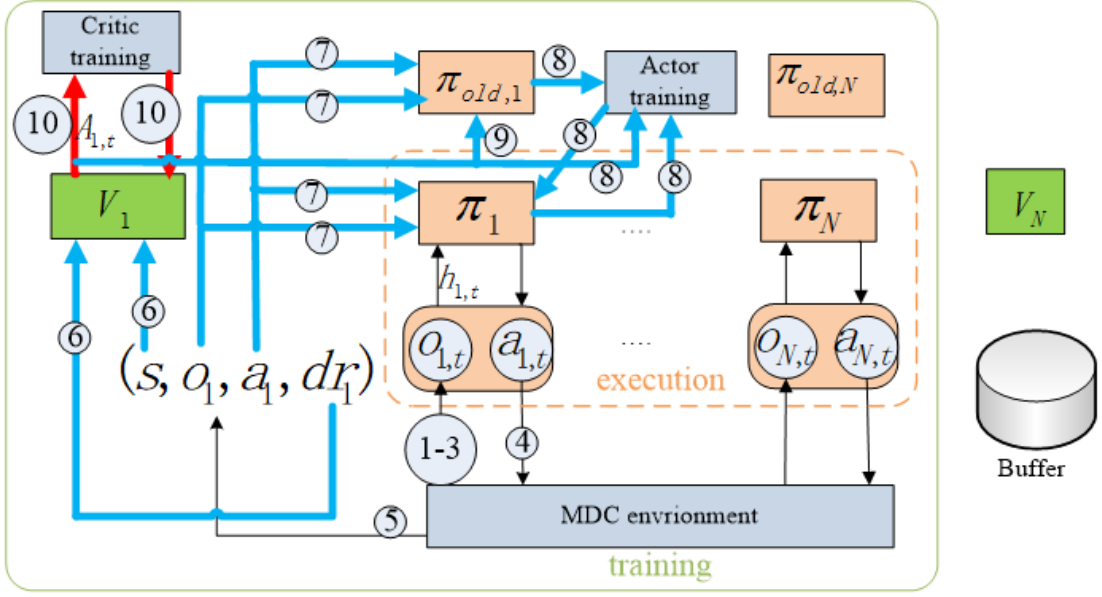 Critic
training
7
8
Actor
training
π_old,1
π_old,N
10
10
A_1,t
7
9
8
8
8
V_1
7
π_1
....
π_N
V_N
7
h_1,t
6
6
o_1,t
a_1,t
....
o_N,t
a_N,t
(s, o_1, a_1, dr_1)
execution
1-3
4
Buffer
5
MDC envrionment
training